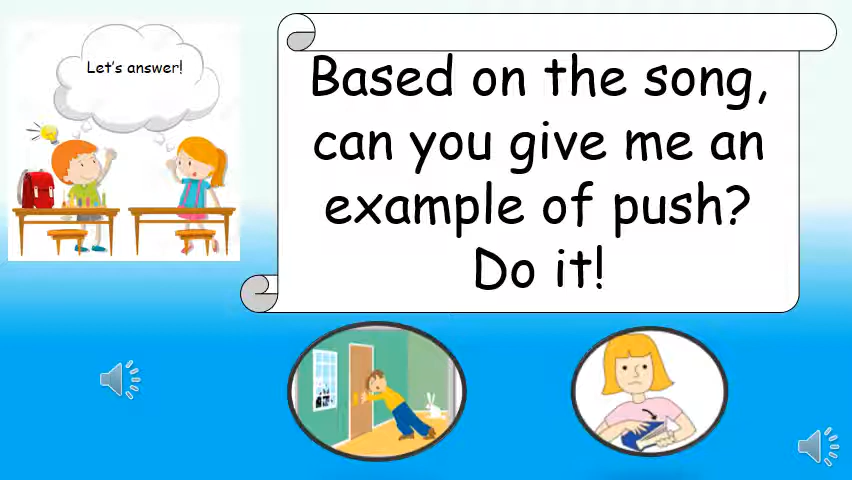 Let's answer!
Based on the song,
can you give me an
example of push?
Do it!